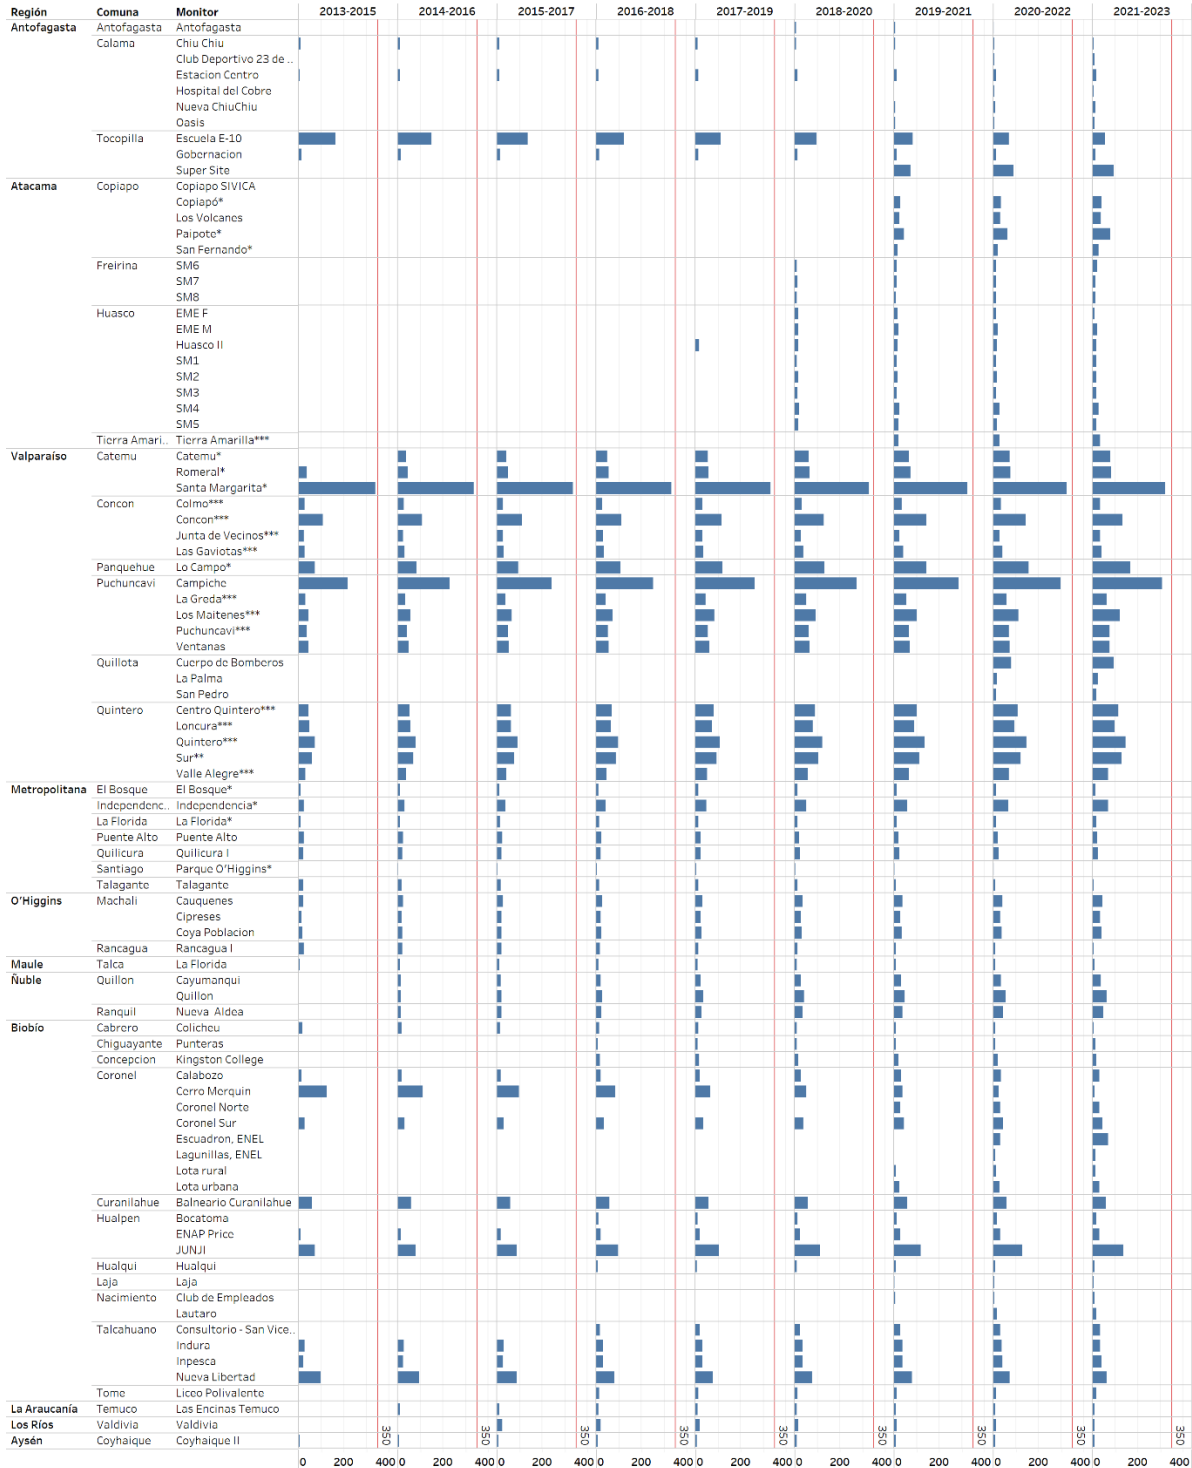 Región Comuna Monitor 2013-2015 2014-2016 2015-2017 2016-2018 2017-2019 2018-2020 2019-2021 2020-2022 2021-2023
Antofagasta Antofagasta Antofagasta
Calama Chiu Chiu
Club Deportivo 23 de ..
Estacion Centro
Hospital del Cobre
Nueva ChiuChiu
Oasis
Tocopilla Escuela E-10
Gobernacion
Super Site
Atacama Copiapo Copiapo SIVICA
Copiapó*
Los Volcanes
Paipote*
San Fernando*
Freirina SM6
SM7
SM8
Huasco EME F
EME M
Huasco II
SM1
SM2
SM3
SM4
SM5
Tierra Amari.. Tierra Amarilla***
Valparaíso Catemu Catemu*
Romeral*
Santa Margarita*
Concon Colmo***
Concon***
Junta de Vecinos***
Las Gaviotas***
Panquehue Lo Campo*
Puchuncavi Campiche
La Greda***
Los Maitenes***
Puchuncavi***
Ventanas
Quillota Cuerpo de Bomberos
La Palma
San Pedro
Quintero Centro Quintero***
Loncura***
Quintero***
Sur**
Valle Alegre***
Metropolitana El Bosque El Bosque*
Independenc.. Independencia*
La Florida La Florida*
Puente Alto Puente Alto
Quilicura Quilicura I
Santiago Parque O'Higgins*
Talagante Talagante
O'Higgins Machali Cauquenes
Cipreses
Coya Poblacion
Rancagua Rancagua I
Maule Talca La Florida
Ñuble Quillon Cayumanqui
Quillon
Ranquil Nueva Aldea
Biobío Cabrero Colicheu
Chiguayante Punteras
Concepcion Kingston College
Coronel Calabozo
Cerro Merquin
Coronel Norte
Coronel Sur
Escuadron, ENEL
Lagunillas, ENEL
Lota rural
Lota urbana
Curanilahue Balneario Curanilahue
Hualpen Bocatoma
ENAP Price
JUNJI
Hualqui Hualqui
Laja Laja
Nacimiento Club de Empleados
Lautaro
Talcahuano Consultorio - San Vice..
Indura
Inpesca
Nueva Libertad
Tome Liceo Polivalente
La Araucanía Temuco Las Encinas Temuco
Los Ríos Valdivia Valdivia
Aysén Coyhaique Coyhaique II
350 350 350 350 350 350 350 350 350
0 200 400 0 200 400 0 200 400 0 200 400 0 200 400 0 200 400 0 200 400 0 200 400 0 200 400